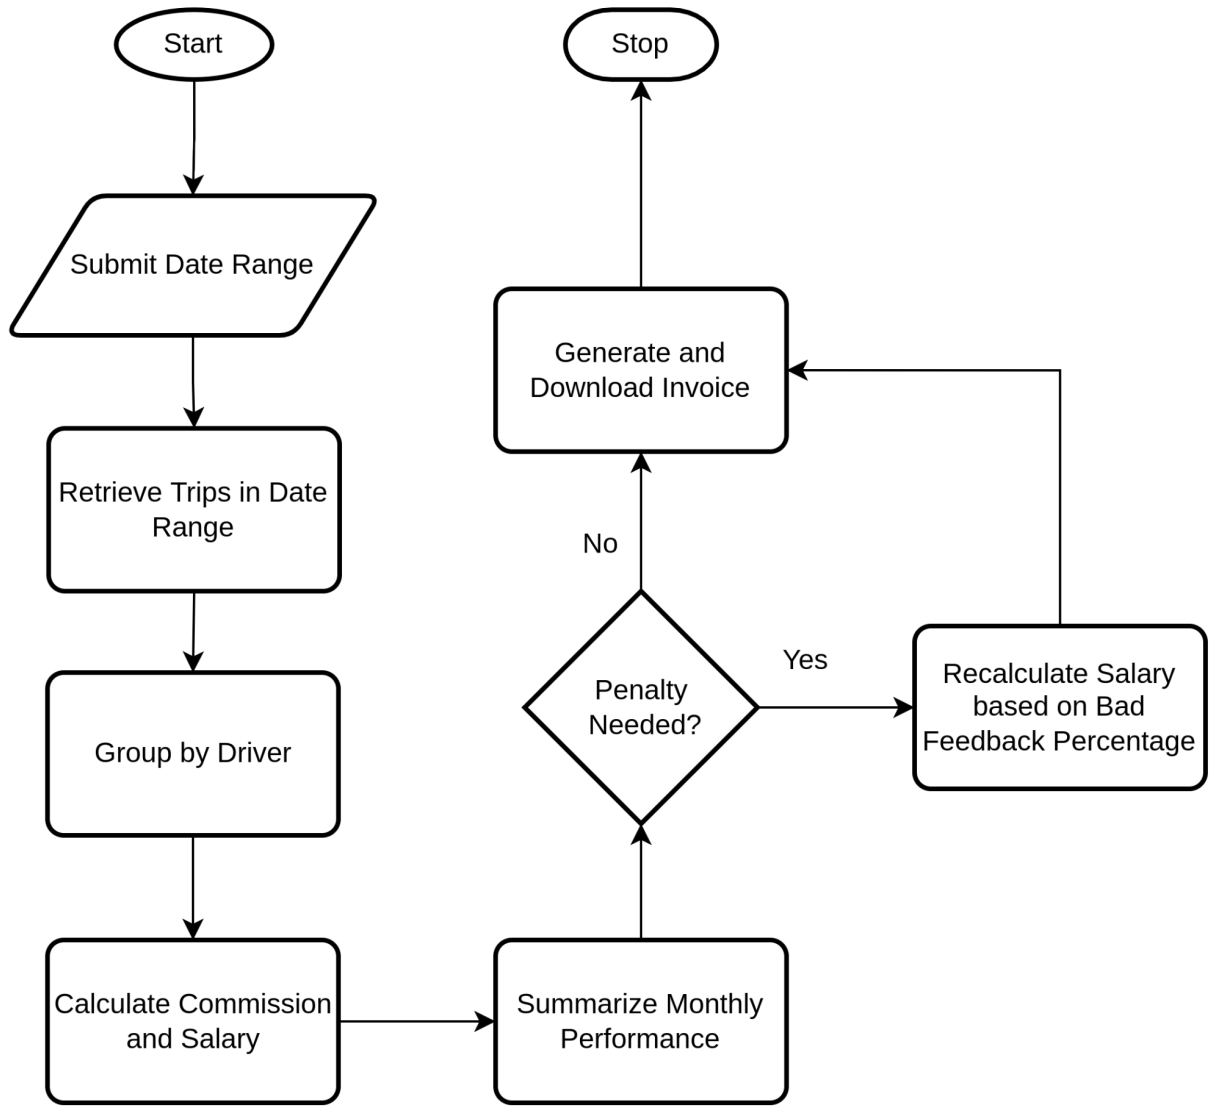 Start
Submit Date Range
Retrieve Trips in Date
Range
Group by Driver
Calculate Commission
and Salary
Summarize Monthly
Performance
Penalty
Needed?
No
Yes
Recalculate Salary
based on Bad
Feedback Percentage
Generate and
Download Invoice
Stop